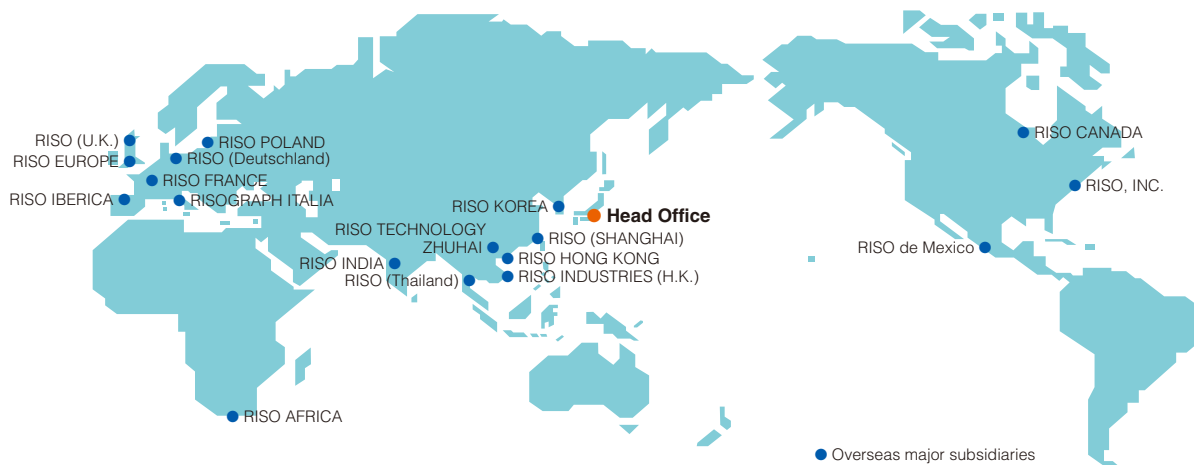 RISO (U.K.)
RISO POLAND
RISO CANADA
RISO EUROPE
RISO (Deutschland)
RISO FRANCE
RISO, INC.
RISO IBERICA
RISOGRAPH ITALIA
RISO KOREA
Head Office
RISO TECHNOLOGY
ZHUHAI
RISO (SHANGHAI)
RISO de Mexico
RISO HONG KONG
RISO INDIA
RISO (Thailand)
RISO INDUSTRIES (H.K.)
RISO AFRICA
Overseas major subsidiaries